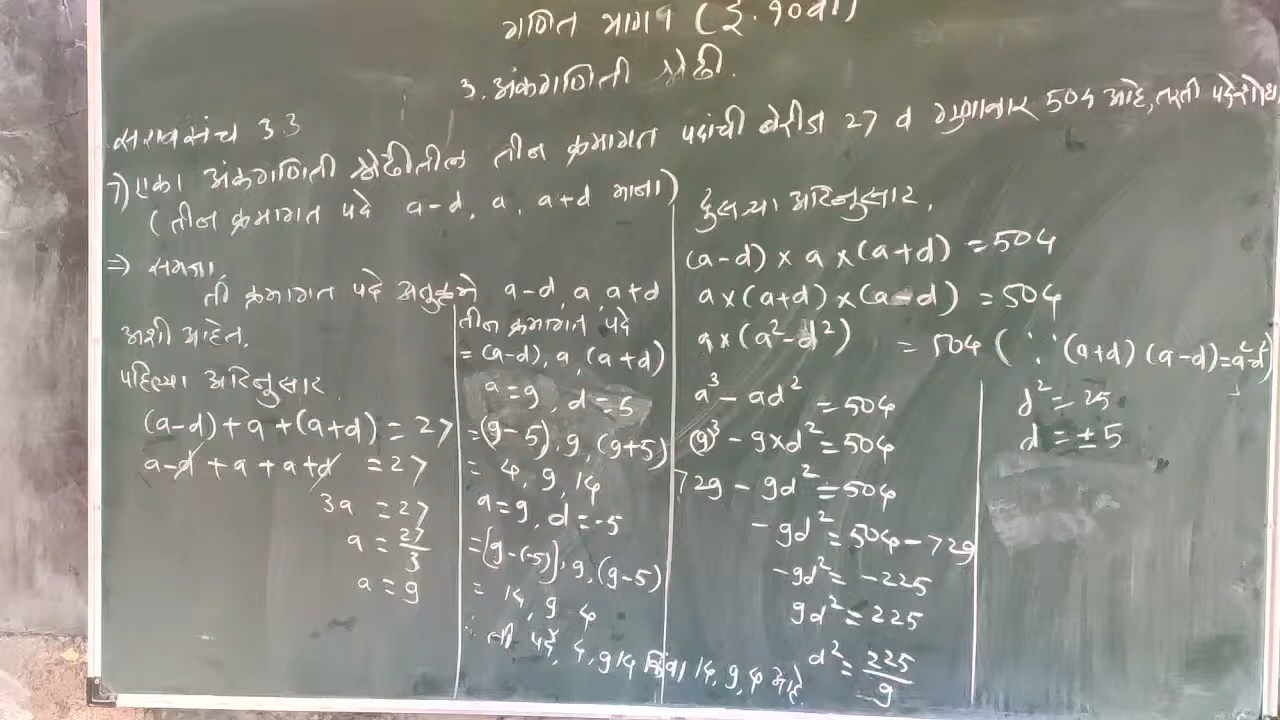 गणित भाग १ (इ. १० वी)
3. अंकगणिती श्रेढी.
सरावसंच 3.3
7) एका अंकगणिती श्रेढीतील तीन क्रमागत पदांची बेरीज 27 व गुणाकार 504 आहे, तर ती पदे शोधा
(तीन क्रमागत पदे a-d, a, a+d माना)
⇒ समजा,
ती क्रमागत पदे अनुक्रमे a-d, a, a+d
अशी आहेत.
पहिल्या अटिनुसार
(a-d) + a + (a+d) = 27
a-d + a + a+d = 27
3a = 27
a = 27/3
a = 9
तीन क्रमागत पदे
= (a-d), a, (a+d)
a = 9, d = 5
= (9-5), 9, (9+5)
= 4, 9, 14
a = 9, d = -5
= [9-(-5)], 9, (9-5)
= 14, 9, 4
∴ ती पदे, 4, 9, 14 किंवा 14, 9, 4 आहे.
दुसऱ्या अटिनुसार,
(a-d) × a × (a+d) = 504
a × (a+d) × (a-d) = 504
a × (a²-d²) = 504 (∵ (a+d) (a-d) = a²-d²)
a³ - ad² = 504
(9)³ - 9×d² = 504
729 - 9d² = 504
-9d² = 504-729
-9d² = -225
9d² = 225
d² = 225/9
d² = 25
d = ±5